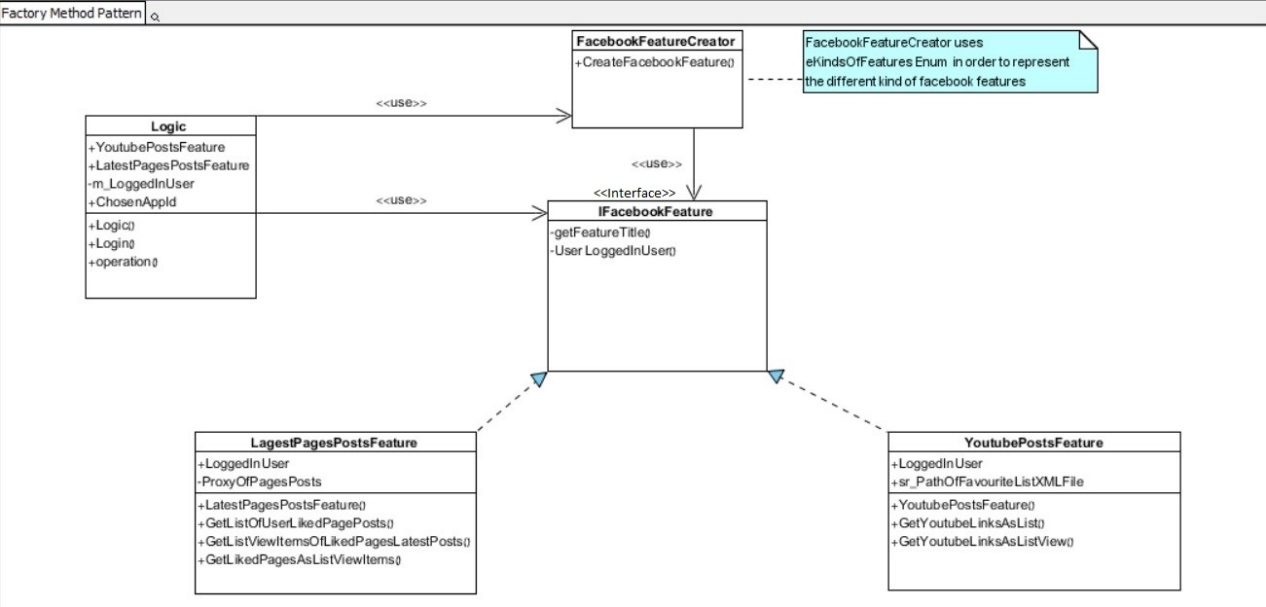 Factory Method Pattern
FacebookFeatureCreator
+CreateFacebookFeature()
FacebookFeatureCreator uses
eKindsOfFeatures Enum in order to represent
the different kind of facebook features
<<use>>
Logic
+YoutubePostsFeature
+LatestPagesPostsFeature
-m_LoggedInUser
+ChosenAppId
+Logic()
+Login()
+operation()
<<use>>
<<use>>
<<Interface>>
IFacebookFeature
-getFeatureTitle()
-User LoggedInUser()
LagestPagesPostsFeature
+LoggedInUser
-ProxyOfPagesPosts
+LatestPagesPostsFeature()
+GetListOfUserLikedPagePosts()
+GetListViewItemsOfLikedPagesLatestPosts()
+GetLikedPagesAsListViewItems()
YoutubePostsFeature
+LoggedInUser
+sr_PathOfFavouriteListXMLFile
+YoutubePostsFeature()
+GetYoutubeLinksAsList()
+GetYoutubeLinksAsListView()